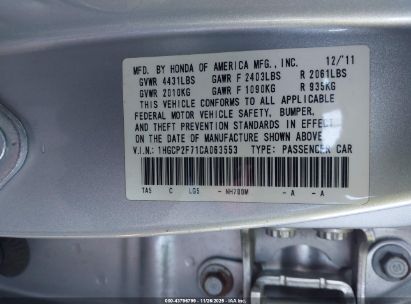 MFD. BY HONDA OF AMERICA MFG., INC. 12/'11
GVWR 4431LBS GAWR F 2403LBS R 2061LBS
GVWR 2010KG GAWR F 1090KG R 935KG
THIS VEHICLE CONFORMS TO ALL APPLICABLE
FEDERAL MOTOR VEHICLE SAFETY, BUMPER,
AND THEFT PREVENTION STANDARDS IN EFFECT
ON THE DATE OF MANUFACTURE SHOWN ABOVE.
V.I.N.: 1HGCP2F71CA063553 TYPE: PASSENGER CAR
TA5 C LG5 - NH700M - A - A